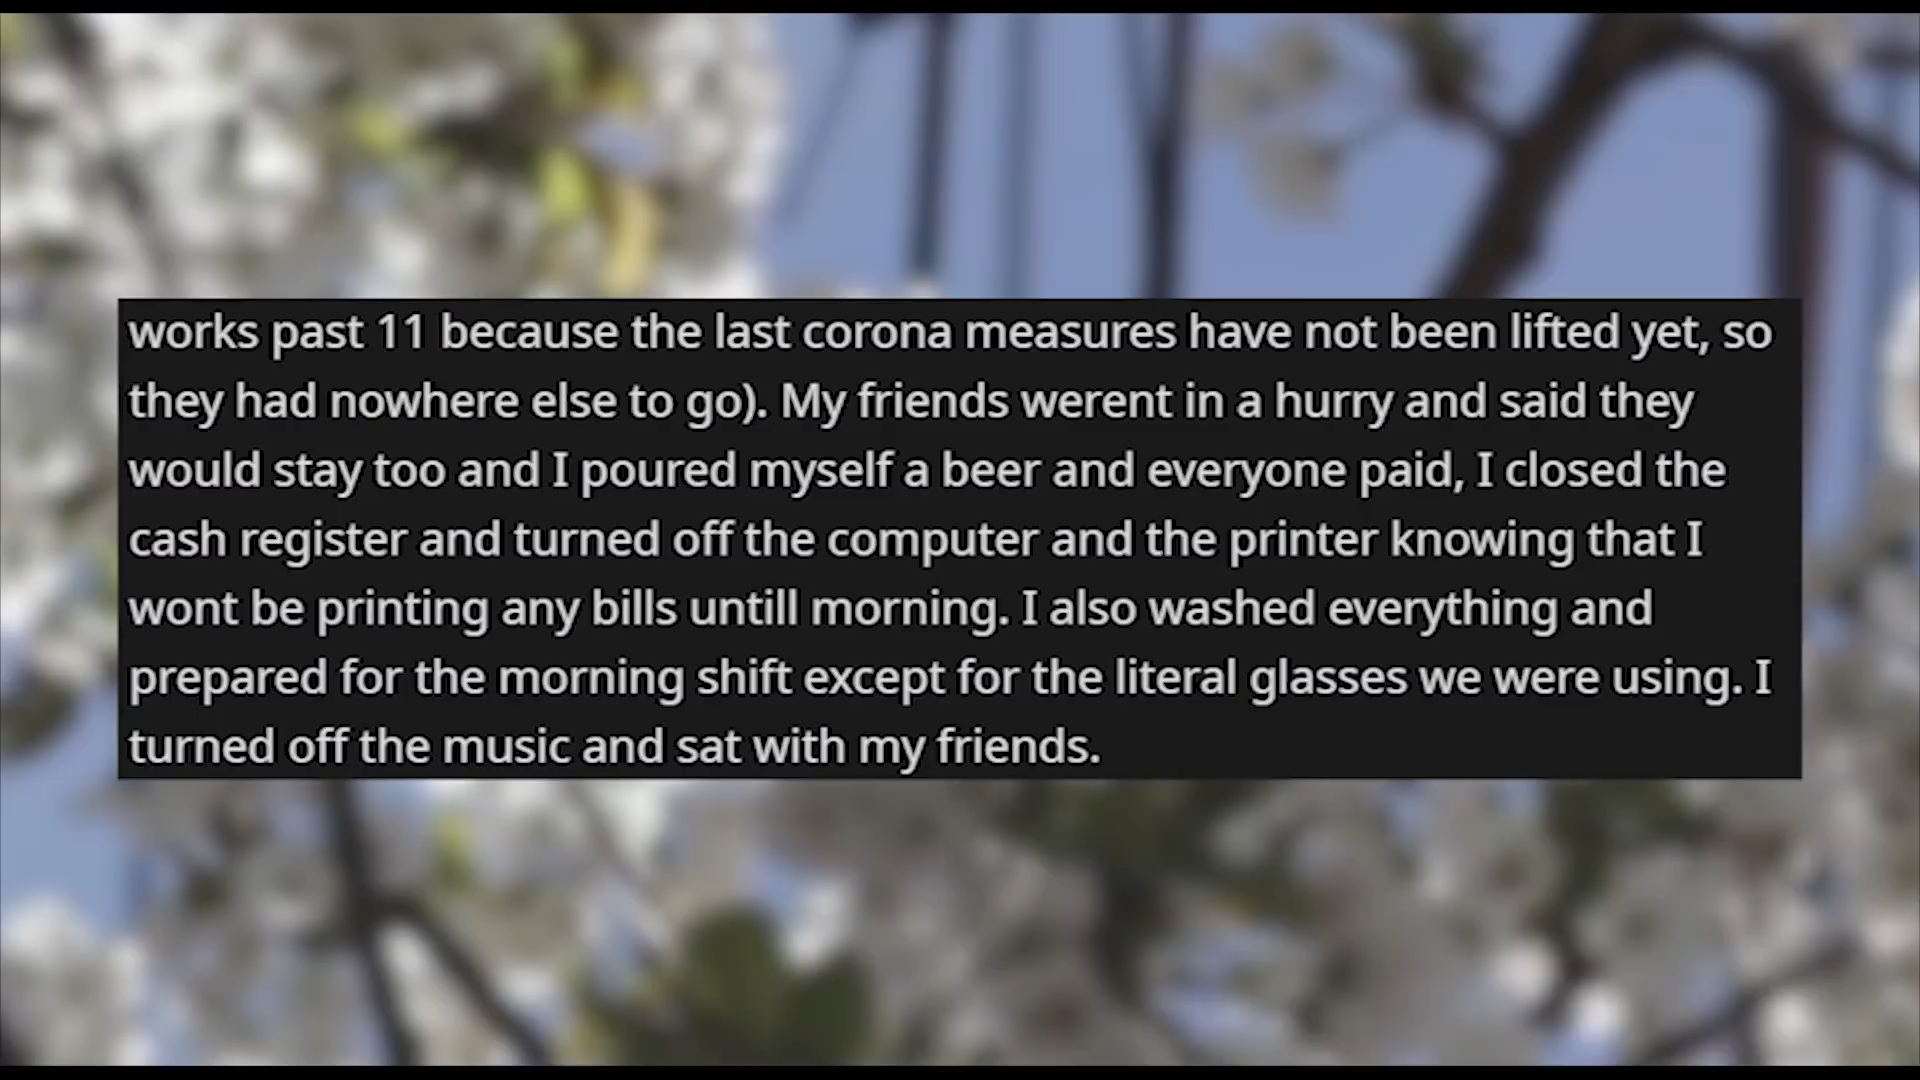 works past 11 because the last corona measures have not been lifted yet, so
they had nowhere else to go). My friends werent in a hurry and said they
would stay too and I poured myself a beer and everyone paid, I closed the
cash register and turned off the computer and the printer knowing that I
wont be printing any bills untill morning. I also washed everything and
prepared for the morning shift except for the literal glasses we were using. I
turned off the music and sat with my friends.